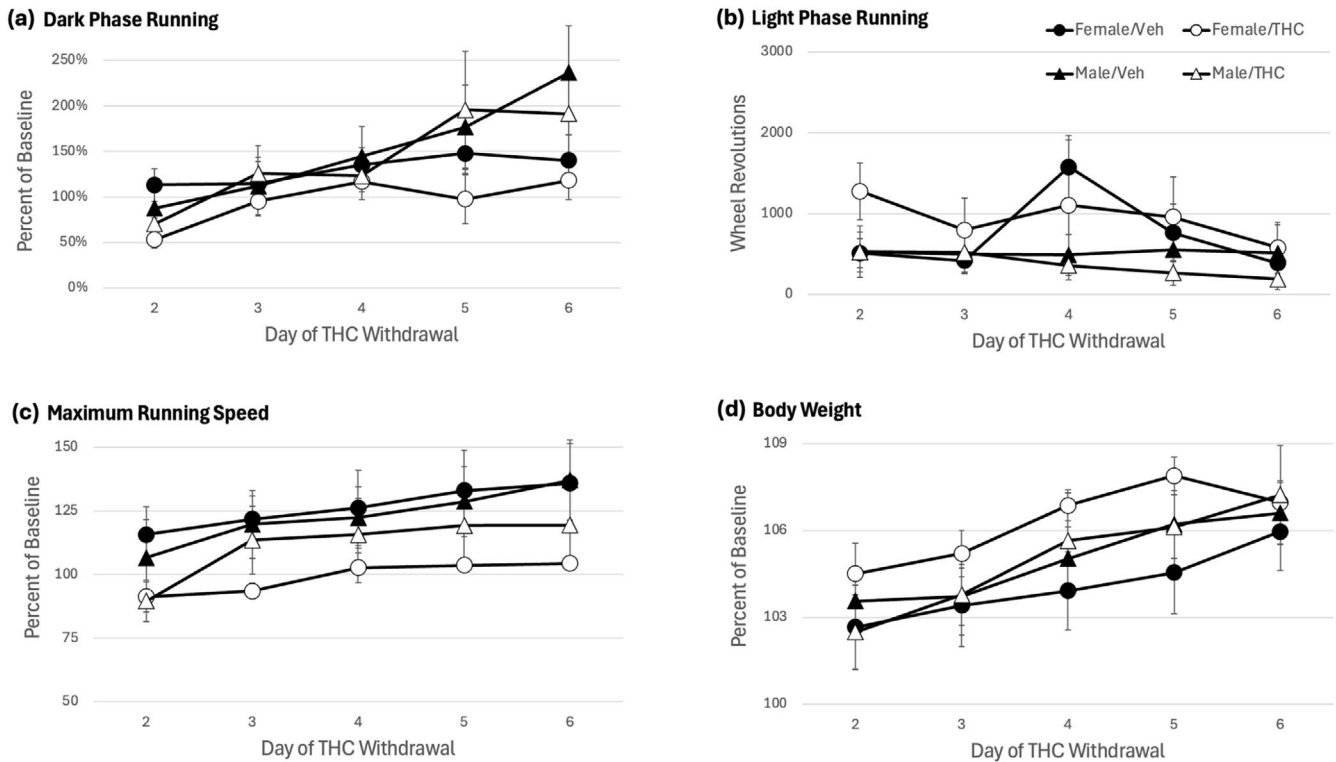 (a) Dark Phase Running
Percent of Baseline
250%
200%
150%
100%
50%
0%
2 3 4 5 6
Day of THC Withdrawal
(b) Light Phase Running
Female/Veh Female/THC
Male/Veh Male/THC
Wheel Revolutions
3000
2000
1000
0
2 3 4 5 6
Day of THC Withdrawal
(c) Maximum Running Speed
Percent of Baseline
150
125
100
75
50
2 3 4 5 6
Day of THC Withdrawal
(d) Body Weight
Percent of Baseline
109
106
103
100
2 3 4 5 6
Day of THC Withdrawal